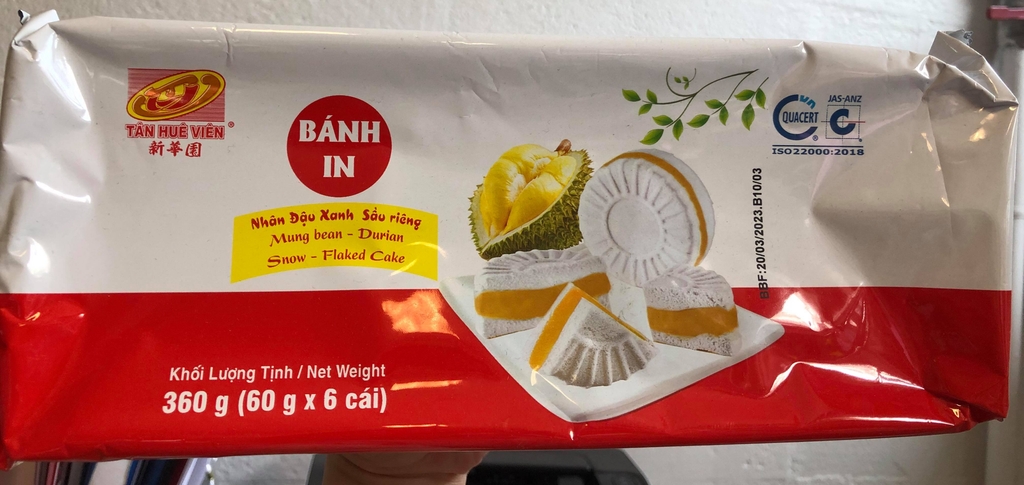 TÂN HUÊ VIÊN®
新華園
BÁNH
IN
Nhân Đậu Xanh Sầu riêng
Mung bean - Durian
Snow - Flaked Cake
Khối Lượng Tịnh / Net Weight
360 g (60 g x 6 cái)
VN
QUACERT
®
JAS-ANZ
ISO22000:2018
BBF:20/03/2023.B10/03